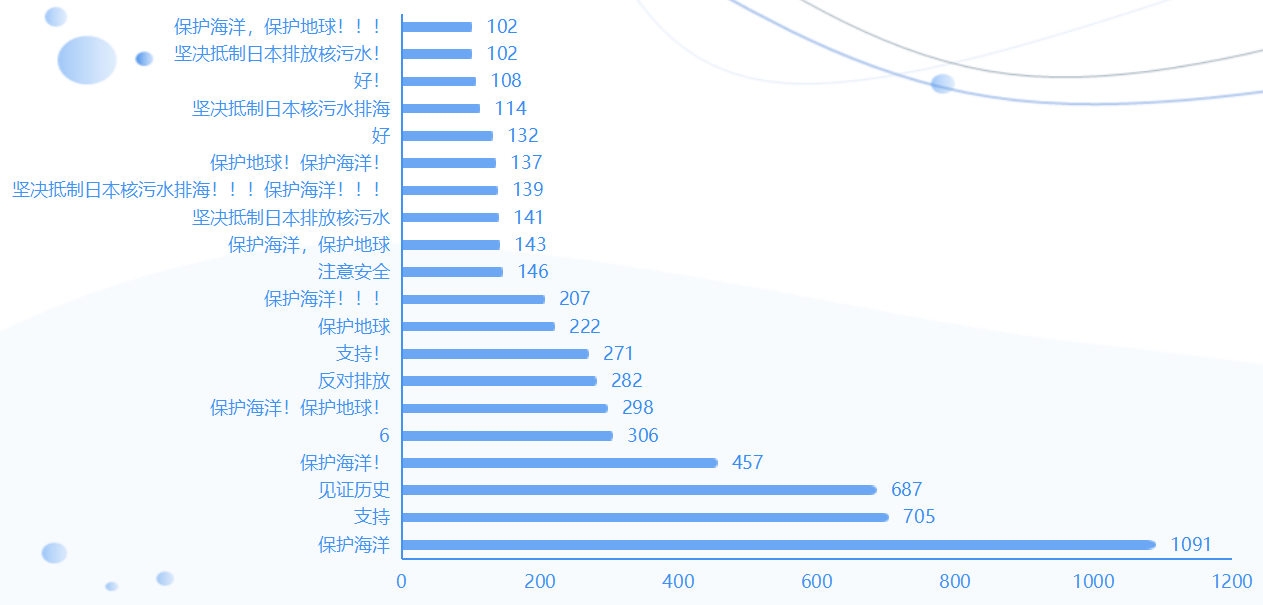 保护海洋，保护地球！！！ 102
坚决抵制日本排放核污水！ 102
好！ 108
坚决抵制日本核污水排海 114
好 132
保护地球！保护海洋！ 137
坚决抵制日本核污水排海！！！保护海洋！！！ 139
坚决抵制日本排放核污水 141
保护海洋，保护地球 143
注意安全 146
保护海洋！！！ 207
保护地球 222
支持！ 271
反对排放 282
保护海洋！保护地球！ 298
6 306
保护海洋！ 457
见证历史 687
支持 705
保护海洋 1091
0 200 400 600 800 1000 1200